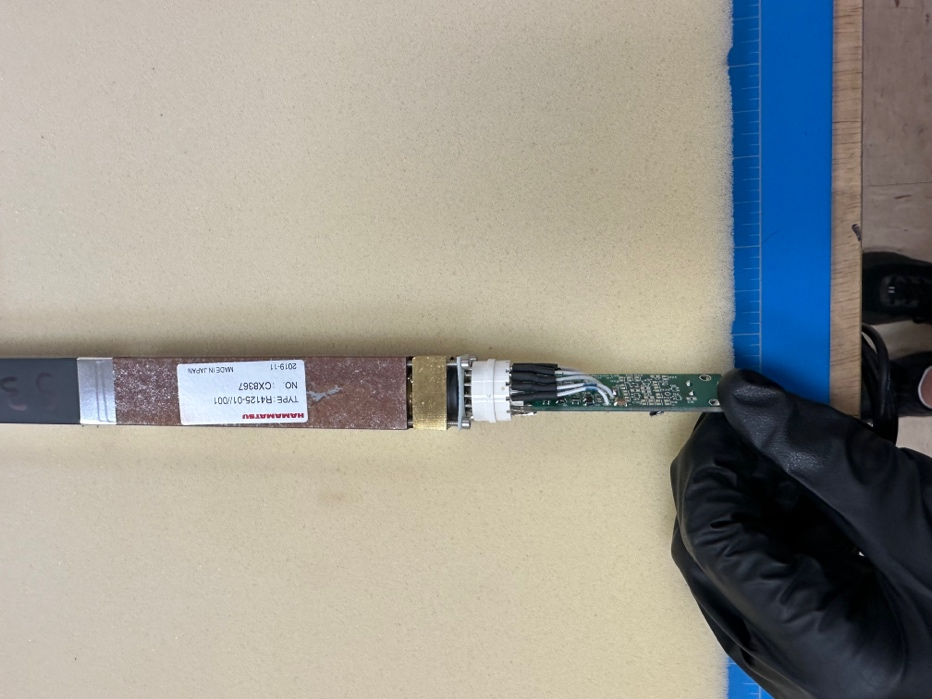 HAMAMATSU
TYPE: R4125-01//001
NO. : CX8367
2019-11 MADE IN JAPAN